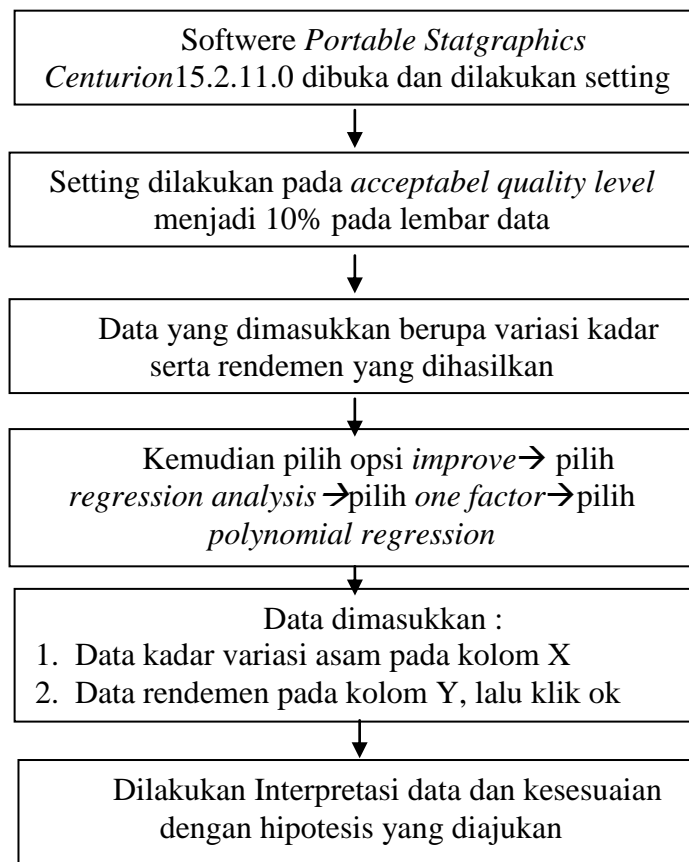 Softwere Portable Statgraphics
Centurion15.2.11.0 dibuka dan dilakukan setting
Setting dilakukan pada acceptabel quality level
menjadi 10% pada lembar data
Data yang dimasukkan berupa variasi kadar
serta rendemen yang dihasilkan
Kemudian pilih opsi improve→ pilih
regression analysis →pilih one factor→pilih
polynomial regression
Data dimasukkan :
1. Data kadar variasi asam pada kolom X
2. Data rendemen pada kolom Y, lalu klik ok
Dilakukan Interpretasi data dan kesesuaian
dengan hipotesis yang diajukan